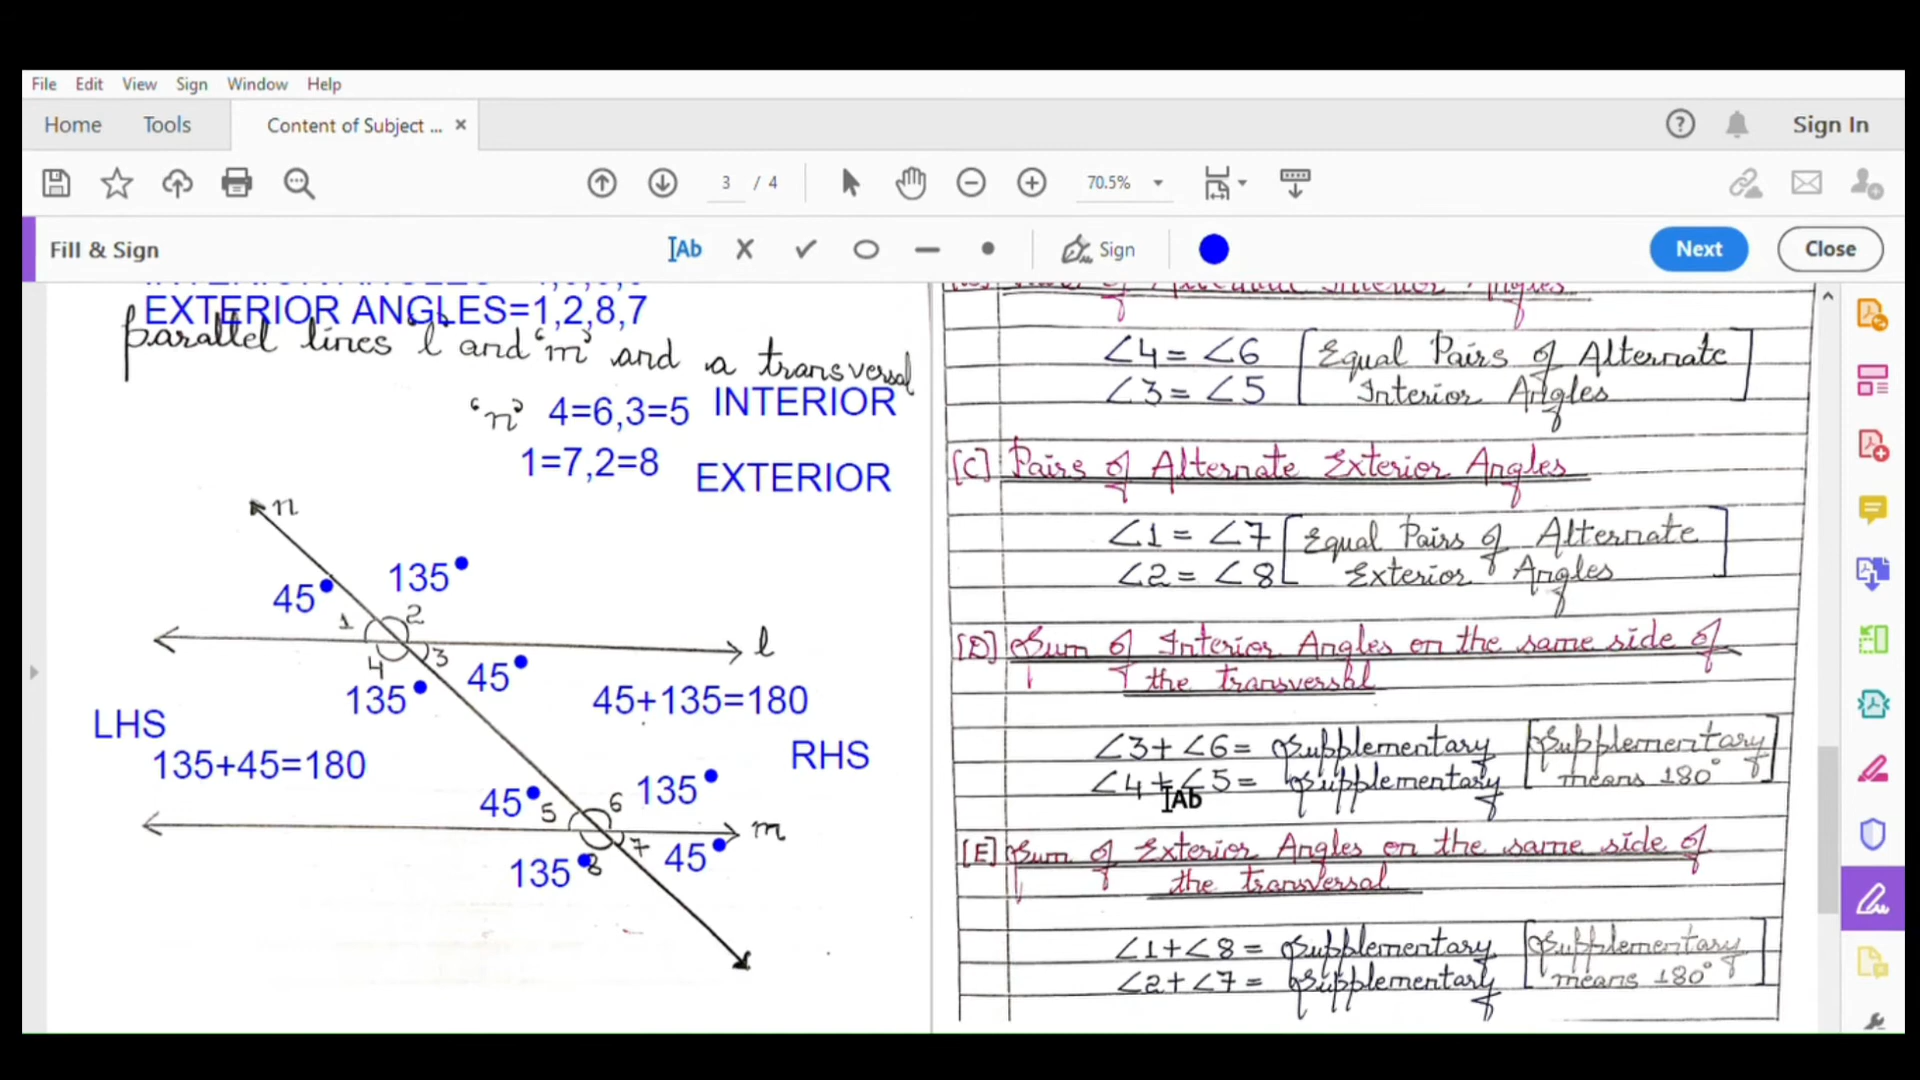 File Edit View Sign Window Help
Home Tools Content of Subject ... ×
Sign In
3 / 4
70.5%
Fill & Sign
Ab
Sign
Next
Close
EXTERIOR ANGLES=1,2,8,7
parallel lines 'l' and 'm' and a transversal
'n' 4=6,3=5 INTERIOR
1=7,2=8 EXTERIOR
n
45 135
1 2
l
4 3
135 45
45+135=180
LHS
135+45=180
RHS
45 5 6 135
m
135 8 7 45
∠4 = ∠6 [Equal Pairs of Alternate
∠3 = ∠5 Interior Angles]
[C] Pairs of Alternate Exterior Angles
∠1 = ∠7 [Equal Pairs of Alternate
∠2 = ∠8 Exterior Angles]
[D] Sum of Interior Angles on the same side of
the transversal
∠3+∠6= Supplementary [Supplementary
∠4+∠5= Supplementary means 180°]
Ab
[E] Sum of Exterior Angles on the same side of
the transversal
∠1+∠8= Supplementary [Supplementary
∠2+∠7= Supplementary means 180°]